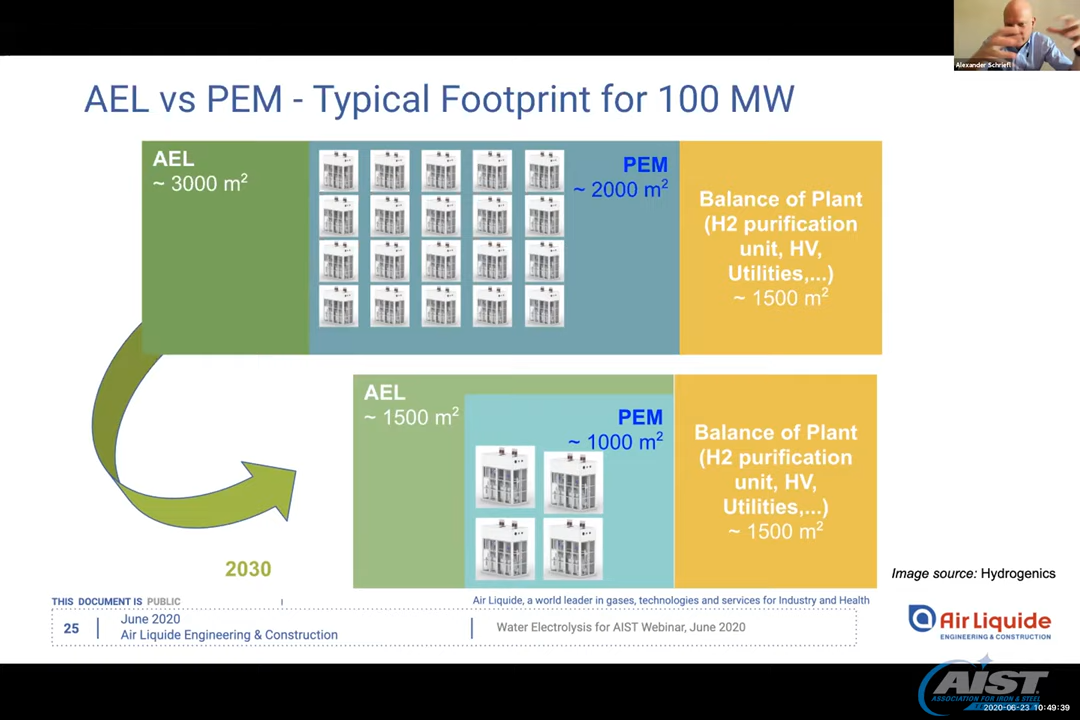 Alexander Schriefl
AEL vs PEM - Typical Footprint for 100 MW
AEL
~ 3000 m²
PEM
~ 2000 m²
Balance of Plant
(H2 purification
unit, HV,
Utilities,...)
~ 1500 m²
AEL
~ 1500 m²
PEM
~ 1000 m²
Balance of Plant
(H2 purification
unit, HV,
Utilities,...)
~ 1500 m²
2030
Image source: Hydrogenics
THIS DOCUMENT IS PUBLIC
Air Liquide, a world leader in gases, technologies and services for Industry and Health
25
June 2020
Air Liquide Engineering & Construction
Water Electrolysis for AIST Webinar, June 2020
Air Liquide
ENGINEERING & CONSTRUCTION
AIST
ASSOCIATION FOR IRON & STEEL
2020-06-23 10:49:39